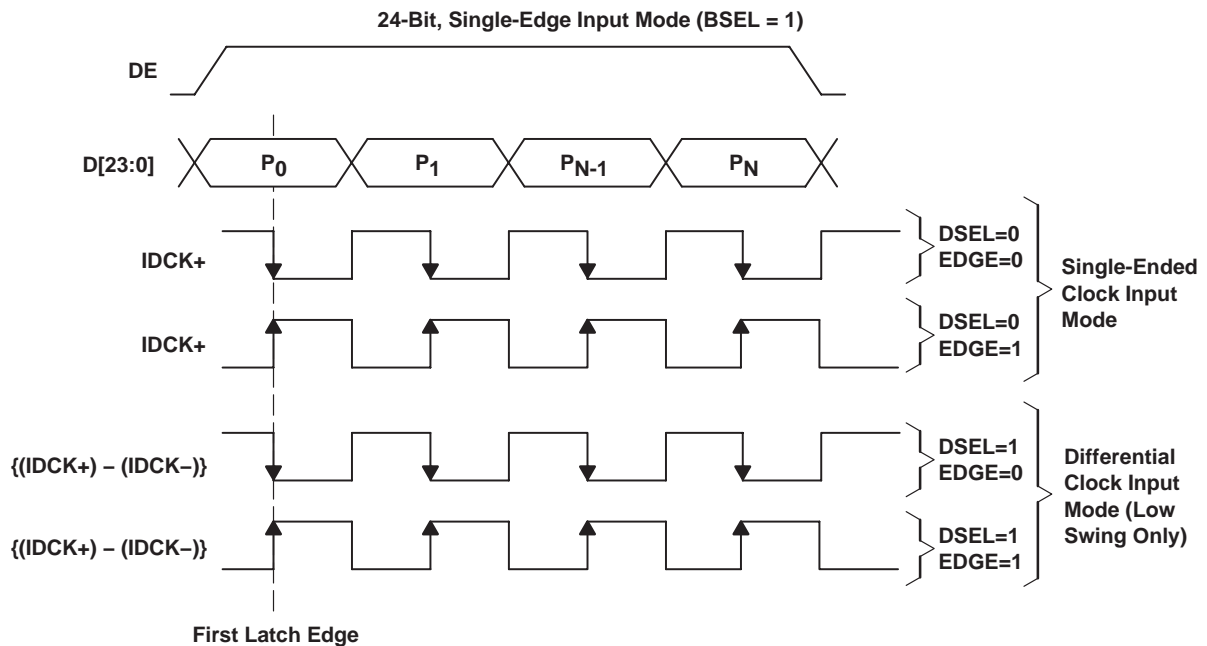 24-Bit, Single-Edge Input Mode (BSEL = 1)
DE
D[23:0]
P0
P1
PN-1
PN
IDCK+
DSEL=0
EDGE=0
IDCK+
DSEL=0
EDGE=1
Single-Ended
Clock Input
Mode
{(IDCK+) – (IDCK–)}
DSEL=1
EDGE=0
{(IDCK+) – (IDCK–)}
DSEL=1
EDGE=1
Differential
Clock Input
Mode (Low
Swing Only)
First Latch Edge